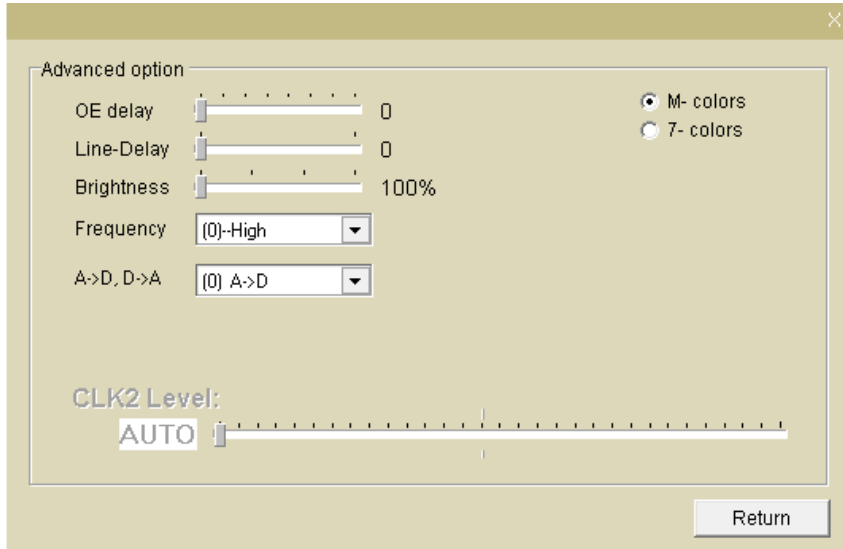 Advanced option
OE delay 0
M- colors
Line-Delay 0
7- colors
Brightness 100%
Frequency (0)--High
A->D, D->A (0) A->D
CLK2 Level:
AUTO
Return